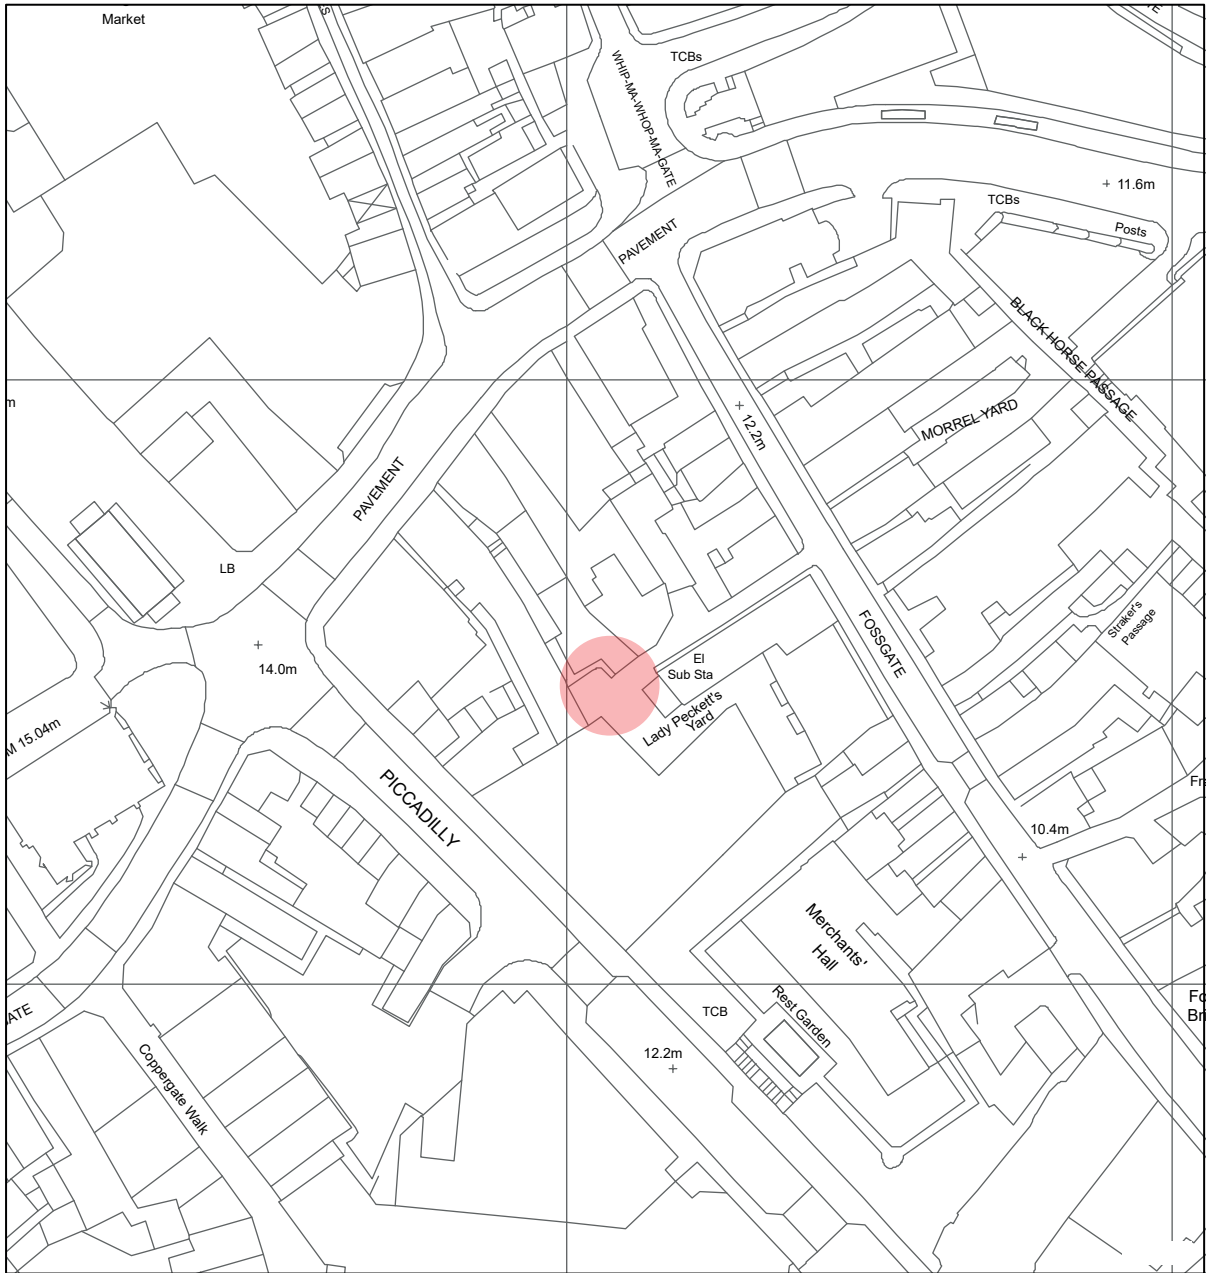 Market
TCBs
WHIP-MA-WHOP-MA-GATE
11.6m
TCBs
Posts
PAVEMENT
BLACK HORSE PASSAGE
12.2m
MORREL YARD
m
PAVEMENT
LB
FOSSGATE
Straker's
Passage
14.0m
El
Sub Sta
Lady Peckett's
Yard
M 15.04m
PICCADILLY
10.4m
Merchants'
Hall
Rest Garden
TCB
12.2m
Coppergate Walk